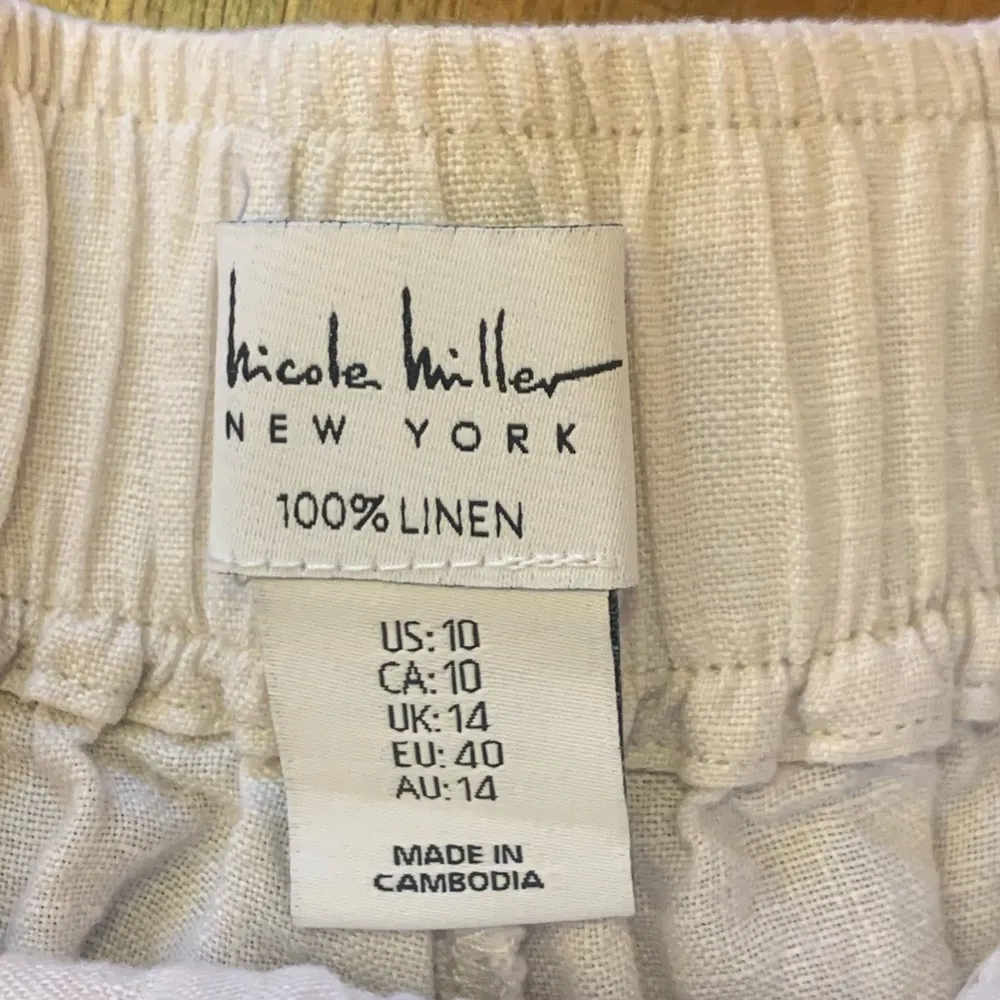 nicole miller
NEW YORK
100% LINEN
US: 10
CA: 10
UK: 14
EU: 40
AU: 14
MADE IN
CAMBODIA